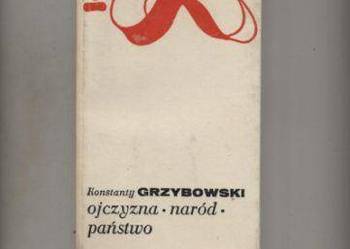 Konstanty GRZYBOWSKI
ojczyzna • naród •
państwo